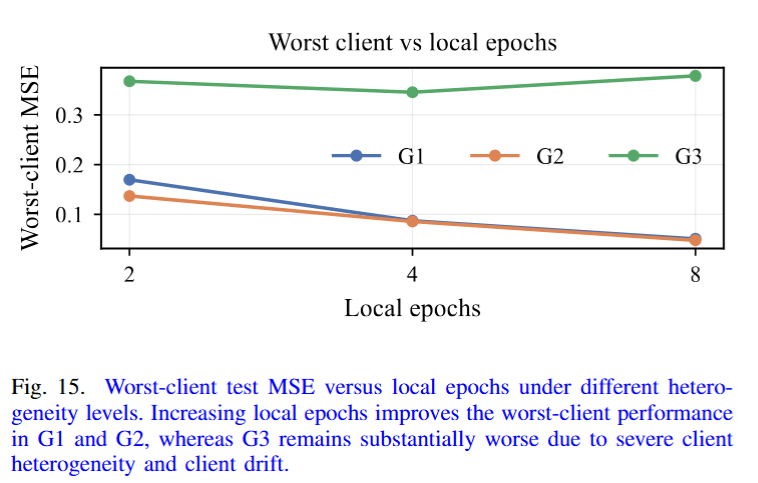 Worst client vs local epochs
Worst-client MSE
0.3
0.2
0.1
G1 G2 G3
2 4 8
Local epochs
Fig. 15. Worst-client test MSE versus local epochs under different hetero-
geneity levels. Increasing local epochs improves the worst-client performance
in G1 and G2, whereas G3 remains substantially worse due to severe client
heterogeneity and client drift.